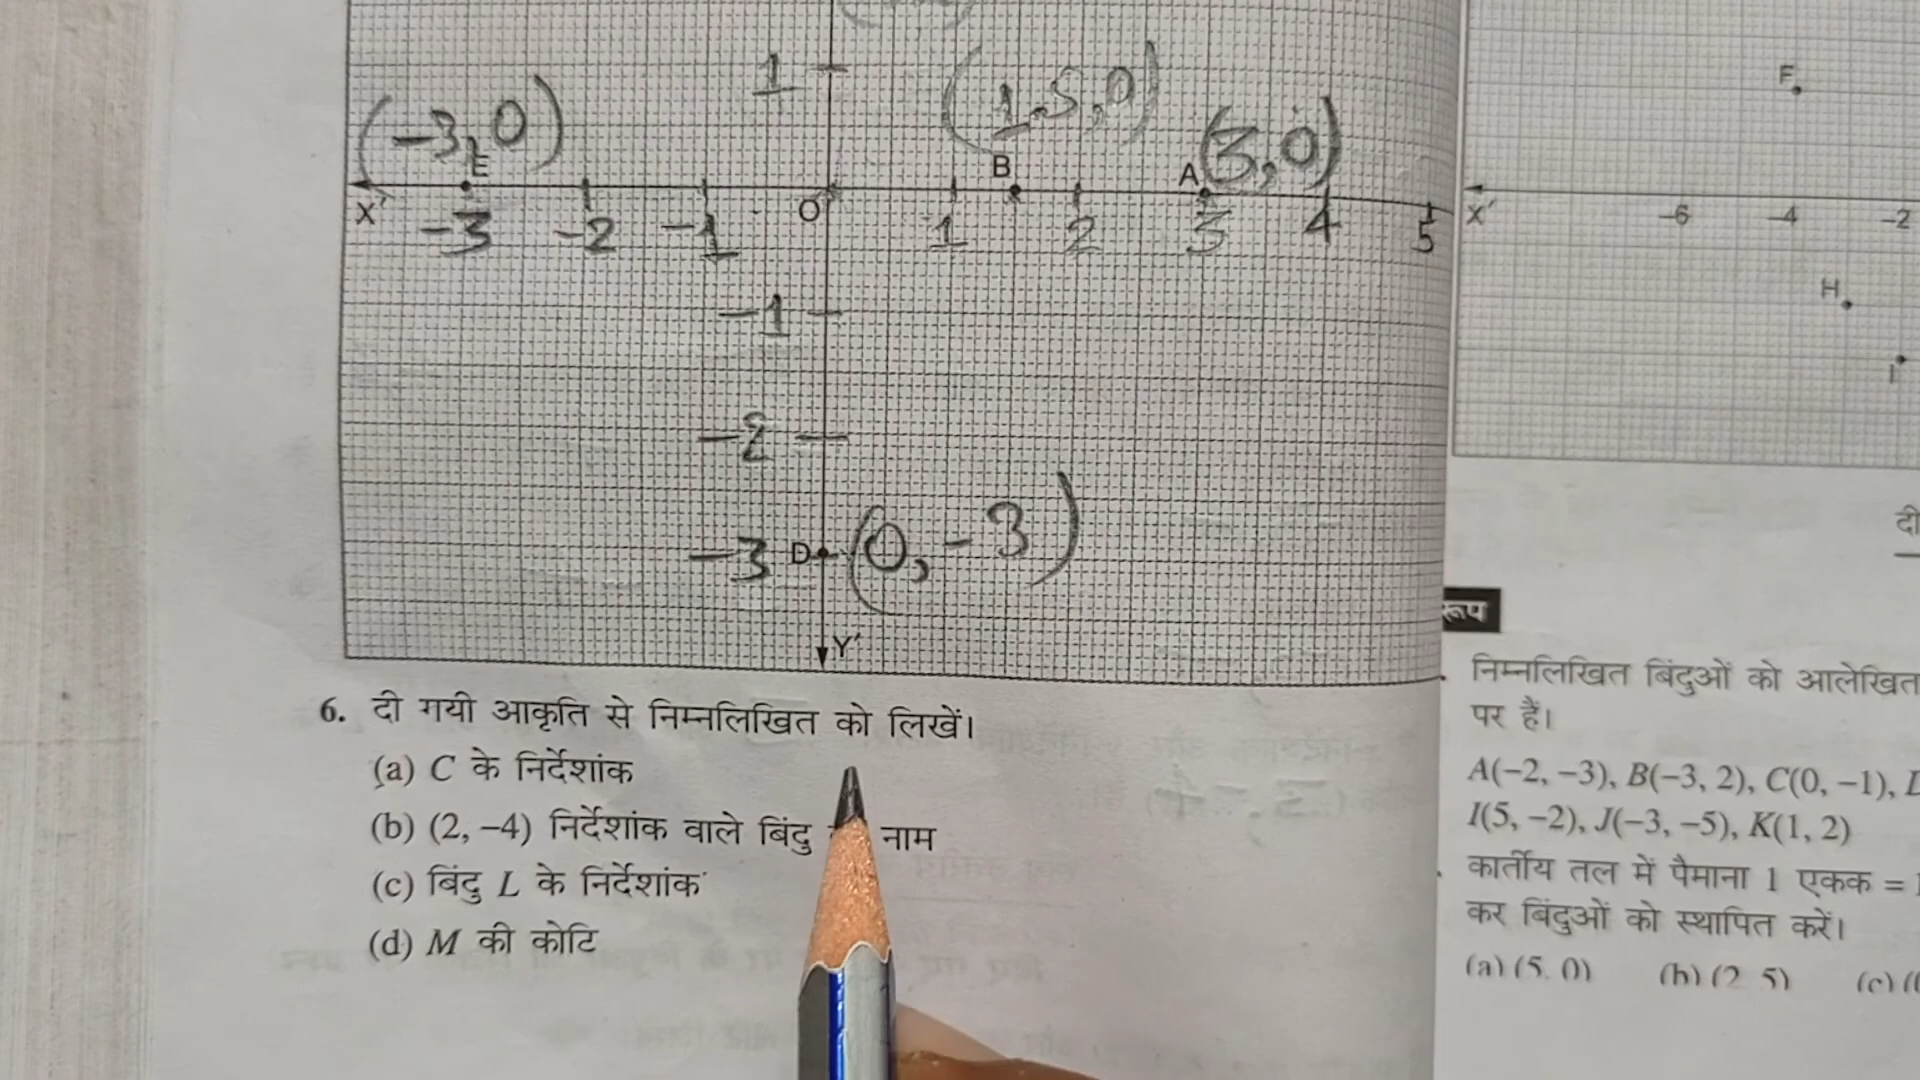 1
(-3, 0)
(1.5, 0)
(3, 0)
E
B
A
X'
-3
-2
-1
O
1
2
3
4
5
-1
-2
-3
D
(0, -3)
Y'
6. दी गयी आकृति से निम्नलिखित को लिखें।
(a) C के निर्देशांक
(b) (2, –4) निर्देशांक वाले बिंदु नाम
(c) बिंदु L के निर्देशांक
(d) M की कोटि
F
X'
-6
-4
-2
H
I
दी
रूप
निम्नलिखित बिंदुओं को आलेखित
पर हैं।
A(–2, –3), B(–3, 2), C(0, –1),
I(5, –2), J(–3, –5), K(1, 2)
कार्तीय तल में पैमाना 1 एकक =
कर बिंदुओं को स्थापित करें।
(a) (5, 0) (b) (2, 5) (c)